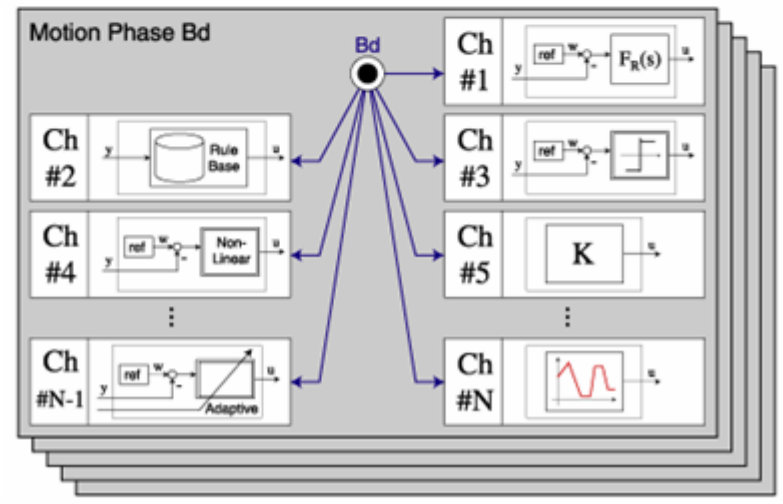 Motion Phase Bd
Bd
Ch
#1
ref
w
-
y
F_R(s)
u
Ch
#2
y
Rule
Base
u
Ch
#3
ref
w
-
y
u
Ch
#4
ref
w
-
y
Non-
Linear
u
Ch
#5
K
u
⋮
⋮
Ch
#N-1
ref
w
-
y
Adaptive
u
Ch
#N
u